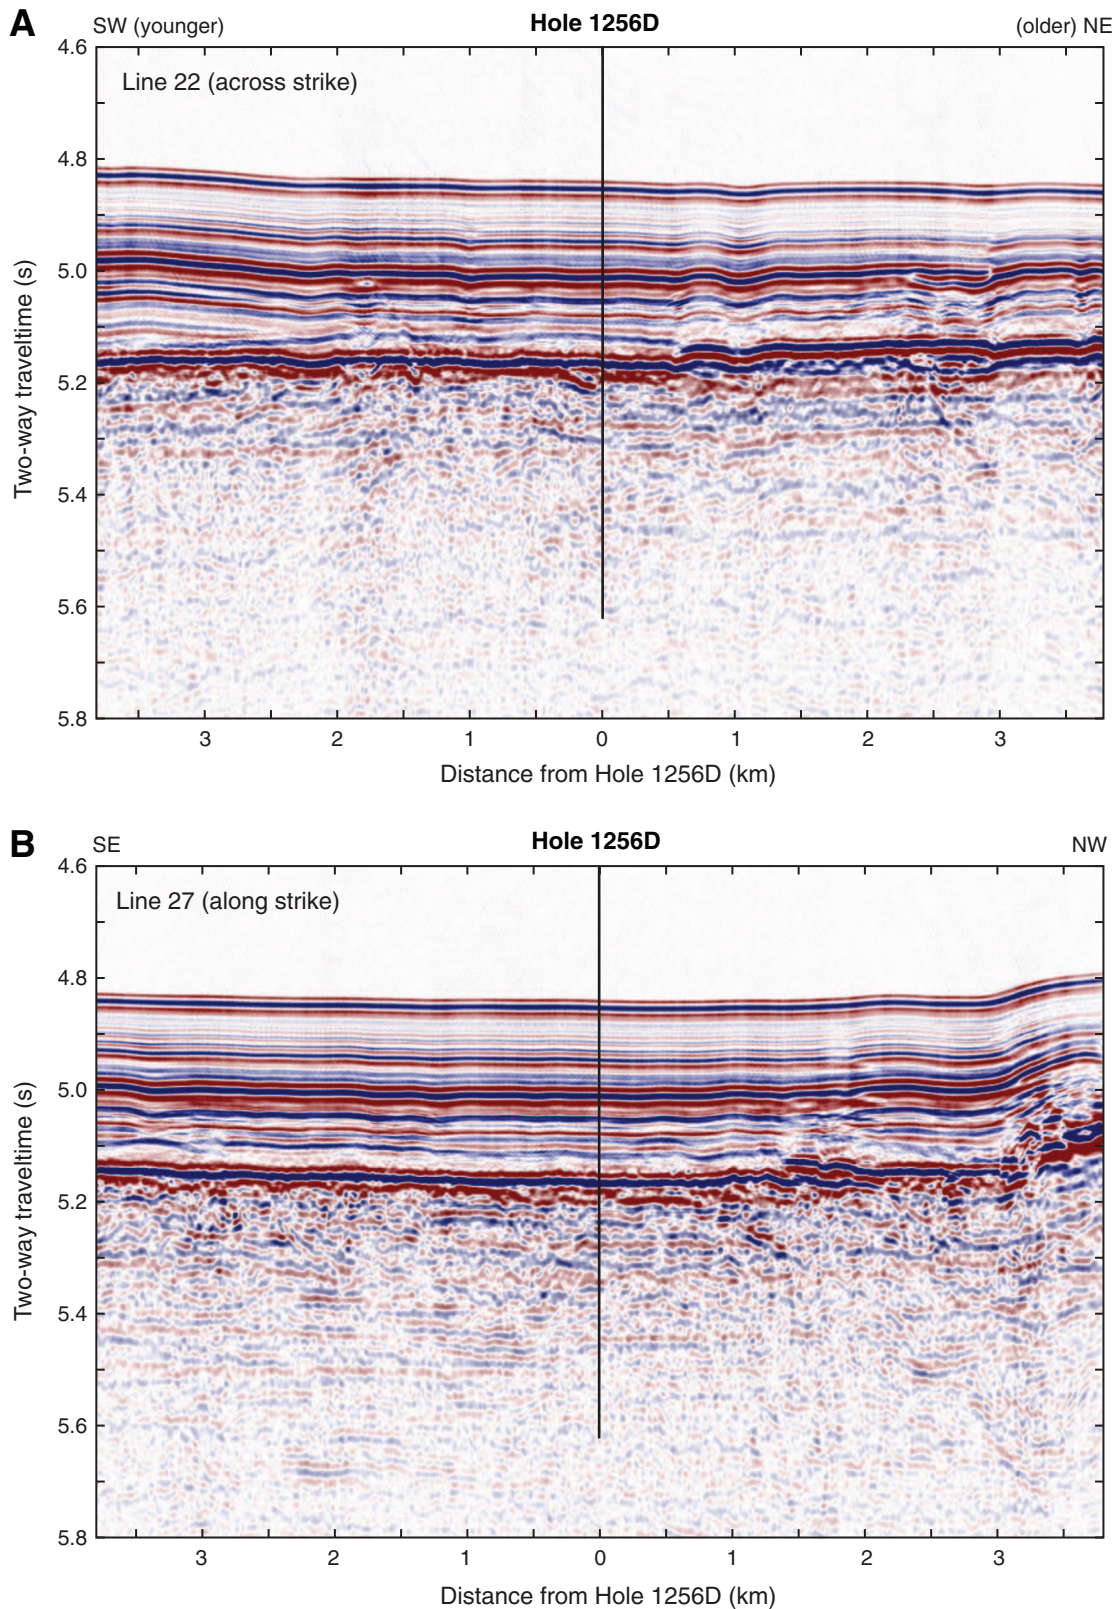 A
SW (younger)
Hole 1256D
(older) NE
Line 22 (across strike)
4.6
4.8
5.0
5.2
5.4
5.6
5.8
Two-way traveltime (s)
3 2 1 0 1 2 3
Distance from Hole 1256D (km)
B
SE
Hole 1256D
NW
Line 27 (along strike)
4.6
4.8
5.0
5.2
5.4
5.6
5.8
Two-way traveltime (s)
3 2 1 0 1 2 3
Distance from Hole 1256D (km)